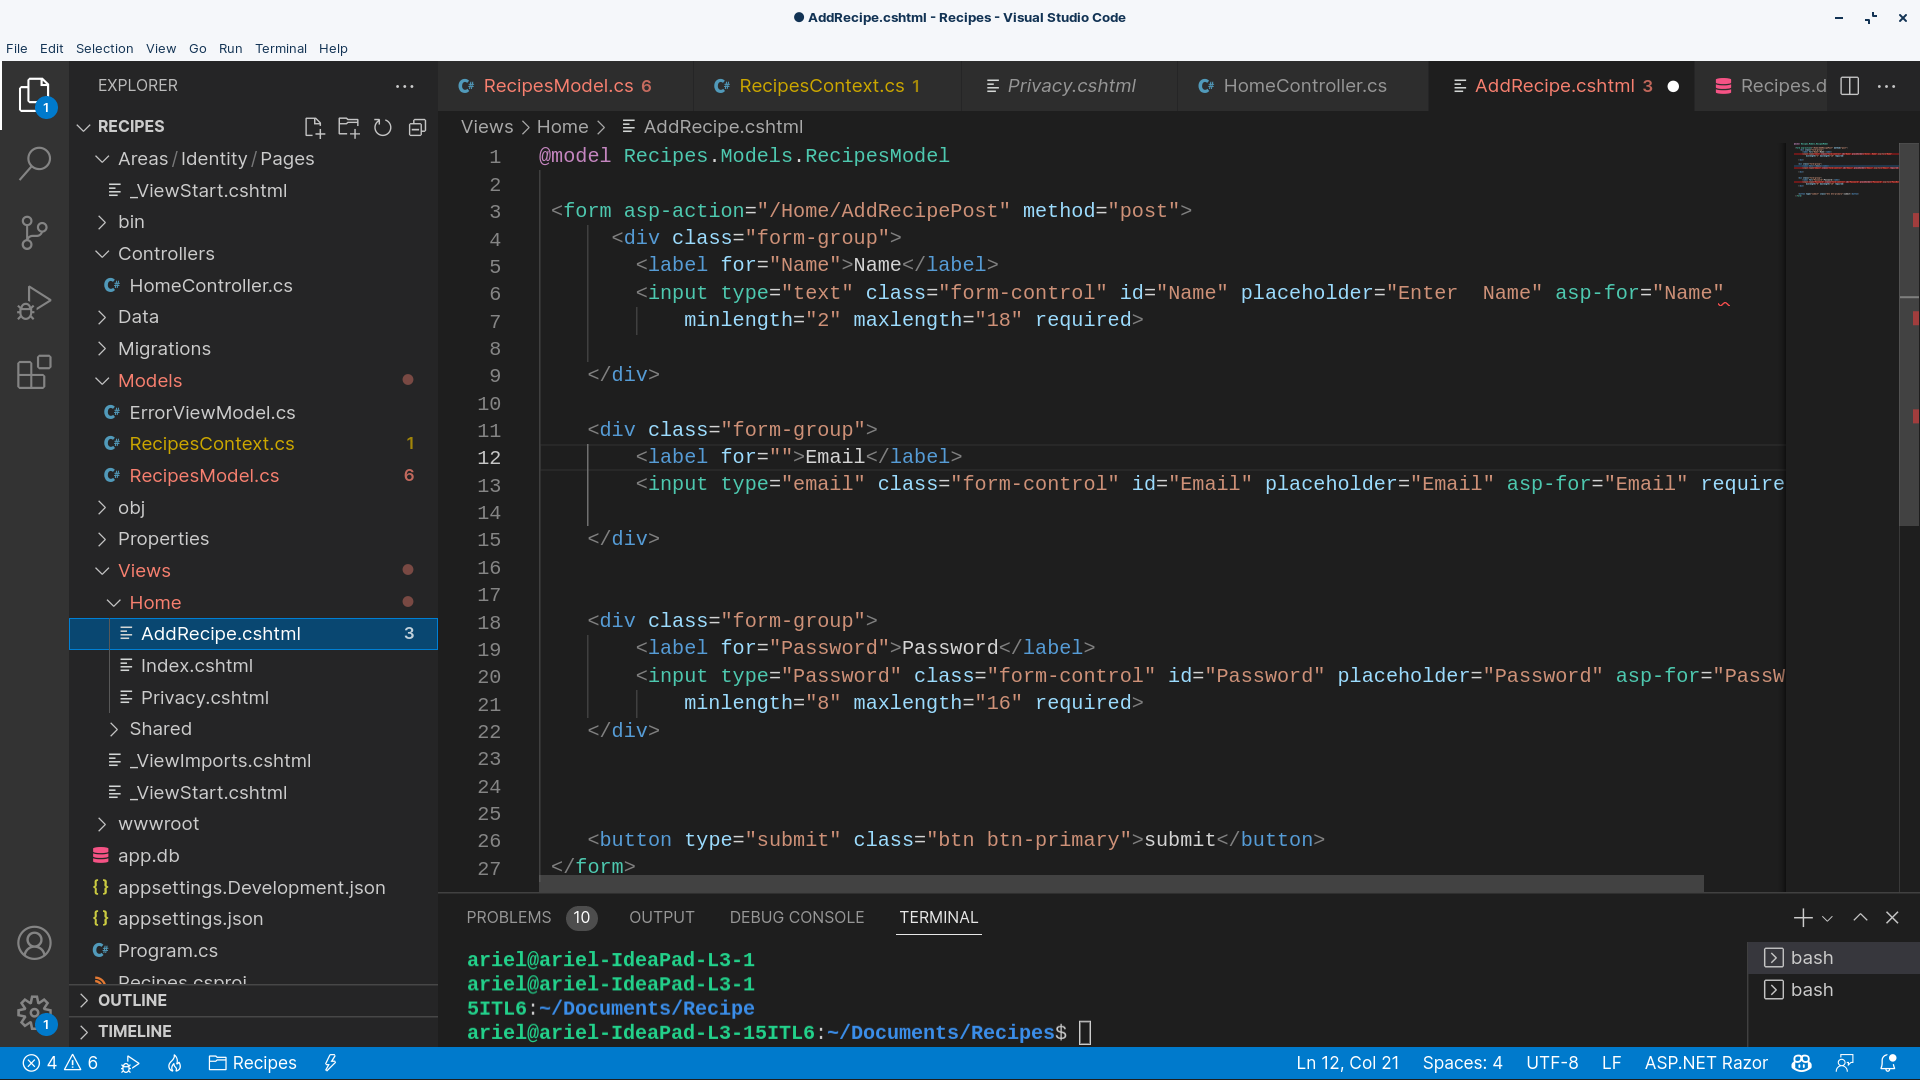 AddRecipe.cshtml - Recipes - Visual Studio Code
File Edit Selection View Go Run Terminal Help
EXPLORER
RecipesModel.cs 6
RecipesContext.cs 1
Privacy.cshtml
HomeController.cs
AddRecipe.cshtml 3
Recipes.d
1
RECIPES
Areas / Identity / Pages
_ViewStart.cshtml
bin
Controllers
HomeController.cs
Data
Migrations
Models
ErrorViewModel.cs
RecipesContext.cs 1
RecipesModel.cs 6
obj
Properties
Views
Home
AddRecipe.cshtml 3
Index.cshtml
Privacy.cshtml
Shared
_ViewImports.cshtml
_ViewStart.cshtml
wwwroot
app.db
appsettings.Development.json
appsettings.json
Program.cs
Recipes.csproj
OUTLINE
TIMELINE
1
Views > Home > AddRecipe.cshtml
1 @model Recipes.Models.RecipesModel
2
3 <form asp-action="/Home/AddRecipePost" method="post">
4 <div class="form-group">
5 <label for="Name">Name</label>
6 <input type="text" class="form-control" id="Name" placeholder="Enter  Name" asp-for="Name"
7 minlength="2" maxlength="18" required>
8
9 </div>
10
11 <div class="form-group">
12 <label for="">Email</label>
13 <input type="email" class="form-control" id="Email" placeholder="Email" asp-for="Email" require
14
15 </div>
16
17
18 <div class="form-group">
19 <label for="Password">Password</label>
20 <input type="Password" class="form-control" id="Password" placeholder="Password" asp-for="PassW
21 minlength="8" maxlength="16" required>
22 </div>
23
24
25
26 <button type="submit" class="btn btn-primary">submit</button>
27 </form>
PROBLEMS 10 OUTPUT DEBUG CONSOLE TERMINAL
ariel@ariel-IdeaPad-L3-1
ariel@ariel-IdeaPad-L3-1
5ITL6:~/Documents/Recipe
ariel@ariel-IdeaPad-L3-15ITL6:~/Documents/Recipes$
bash
bash
4 6 Recipes Ln 12, Col 21 Spaces: 4 UTF-8 LF ASP.NET Razor